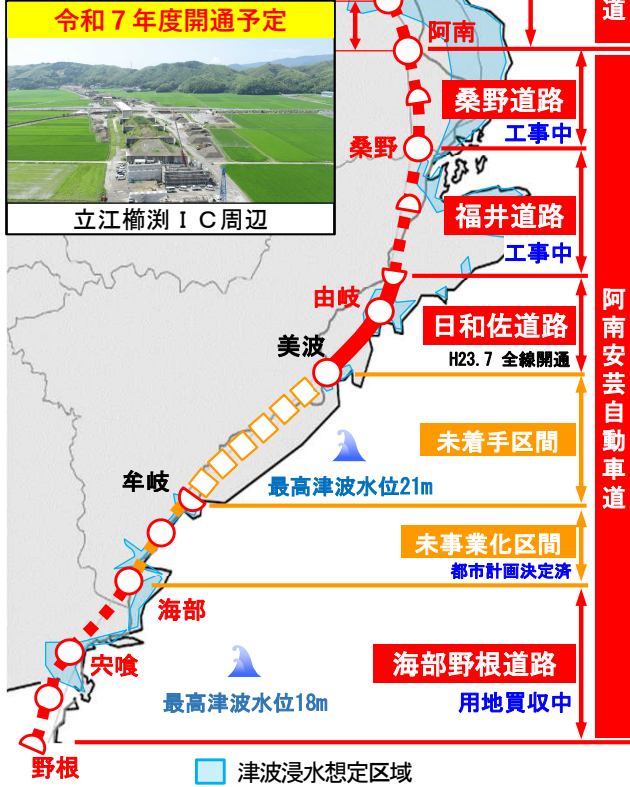 令和７年度開通予定
立江櫛渕ＩＣ周辺
道
阿南
桑野道路
工事中
桑野
福井道路
工事中
由岐
日和佐道路
H23.7 全線開通
美波
未着手区間
最高津波水位21m
牟岐
未事業化区間
都市計画決定済
海部
宍喰
海部野根道路
用地買収中
最高津波水位18m
野根
阿南安芸自動車道
津波浸水想定区域